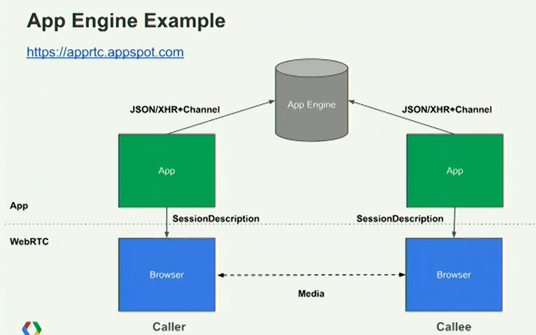 App Engine Example
https://apprtc.appspot.com
App Engine
JSON/XHR+Channel
JSON/XHR+Channel
App
App
App
SessionDescription
SessionDescription
WebRTC
Browser
Browser
Media
Caller
Callee